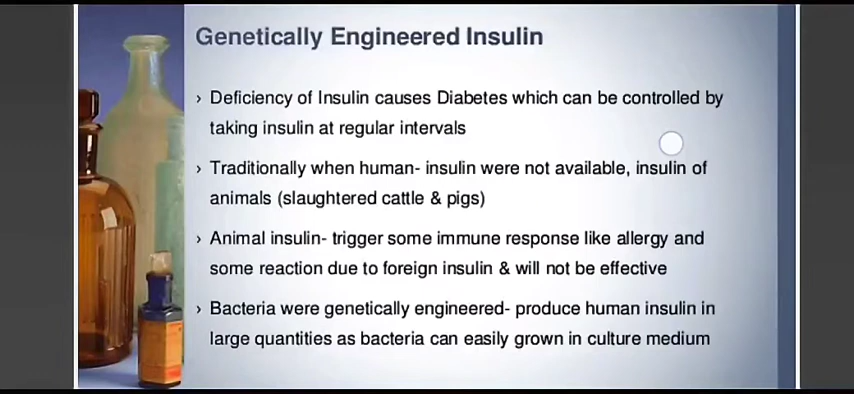 Genetically Engineered Insulin
› Deficiency of Insulin causes Diabetes which can be controlled by
taking insulin at regular intervals
› Traditionally when human- insulin were not available, insulin of
animals (slaughtered cattle & pigs)
› Animal insulin- trigger some immune response like allergy and
some reaction due to foreign insulin & will not be effective
› Bacteria were genetically engineered- produce human insulin in
large quantities as bacteria can easily grown in culture medium